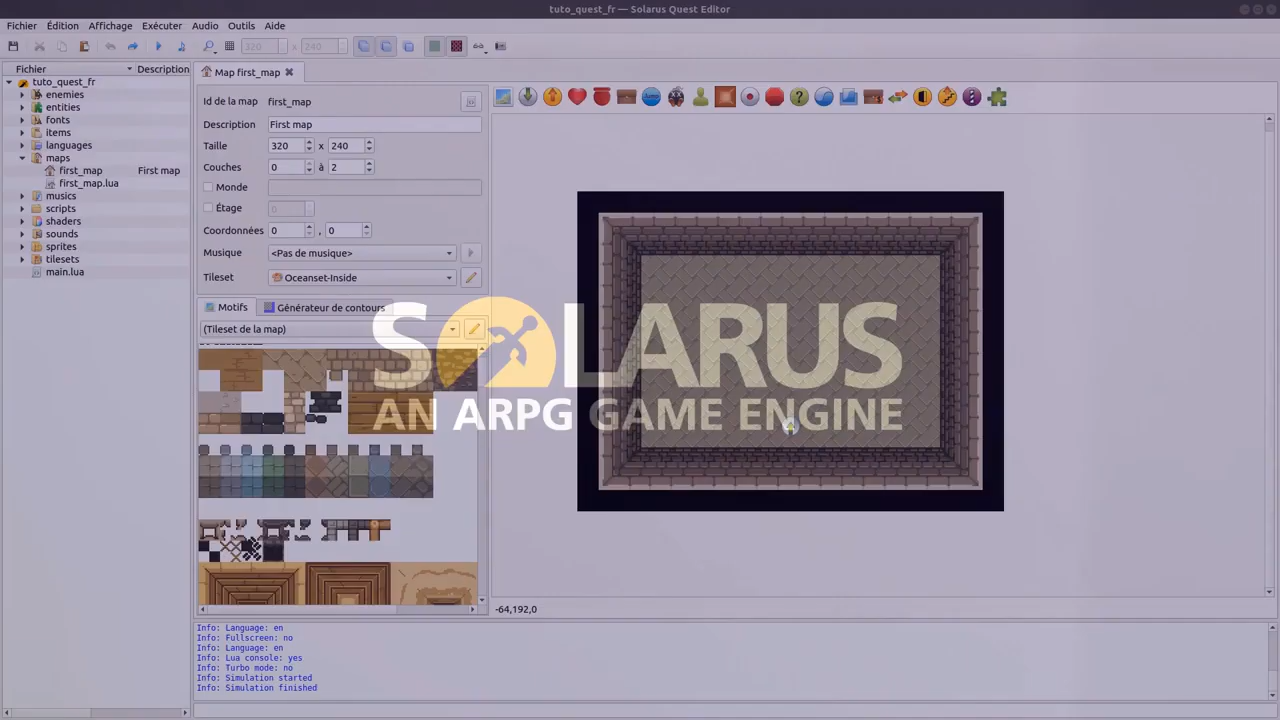 tuto_quest_fr — Solarus Quest Editor
Fichier Édition Affichage Exécuter Audio Outils Aide
320 x 240
Fichier Description
tuto_quest_fr
enemies
entities
fonts
items
languages
maps
first_map First map
first_map.lua
musics
scripts
shaders
sounds
sprites
tilesets
main.lua
Map first_map
Id de la map first_map
Description First map
Taille 320 x 240
Couches 0 à 2
Monde
Étage 0
Coordonnées 0 , 0
Musique <Pas de musique>
Tileset Oceanset-Inside
Motifs Générateur de contours
(Tileset de la map)
Jump
SOLARUS
AN ARPG GAME ENGINE
-64,192,0
Info: Language: en
Info: Fullscreen: no
Info: Language: en
Info: Lua console: yes
Info: Turbo mode: no
Info: Simulation started
Info: Simulation finished